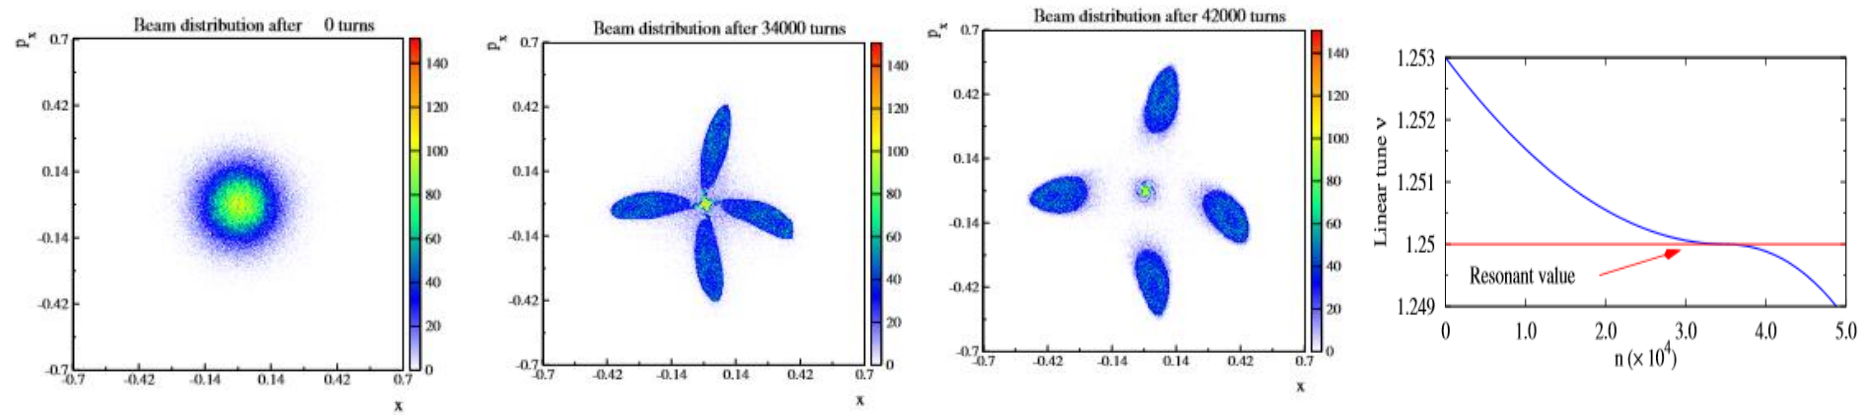 Beam distribution after 0 turns
p_x
0.7
0.42
0.14
-0.14
-0.42
-0.7
-0.7 -0.42 -0.14 0.14 0.42 0.7
x
140
120
100
80
60
40
20
0
Beam distribution after 34000 turns
p_x
0.7
0.42
0.14
-0.14
-0.42
-0.7
-0.7 -0.42 -0.14 0.14 0.42 0.7
x
140
120
100
80
60
40
20
0
Beam distribution after 42000 turns
p_x
0.7
0.42
0.14
-0.14
-0.42
-0.7
-0.7 -0.42 -0.14 0.14 0.42 0.7
x
140
120
100
80
60
40
20
0
Linear tune ν
1.253
1.252
1.251
1.25
1.249
Resonant value
0 1.0 2.0 3.0 4.0 5.0
n (× 10⁴)